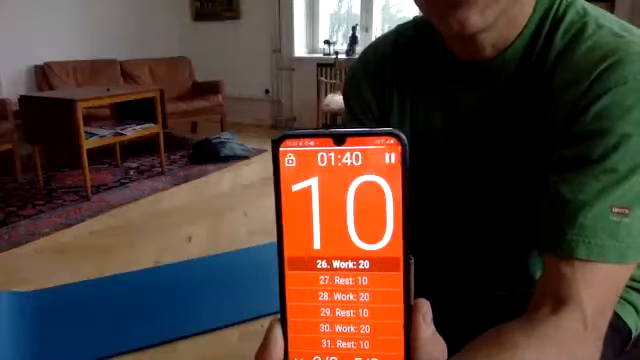 01:40
10
26. Work: 20
27. Rest: 10
28. Work: 20
29. Rest: 10
30. Work: 20
31. Rest: 10